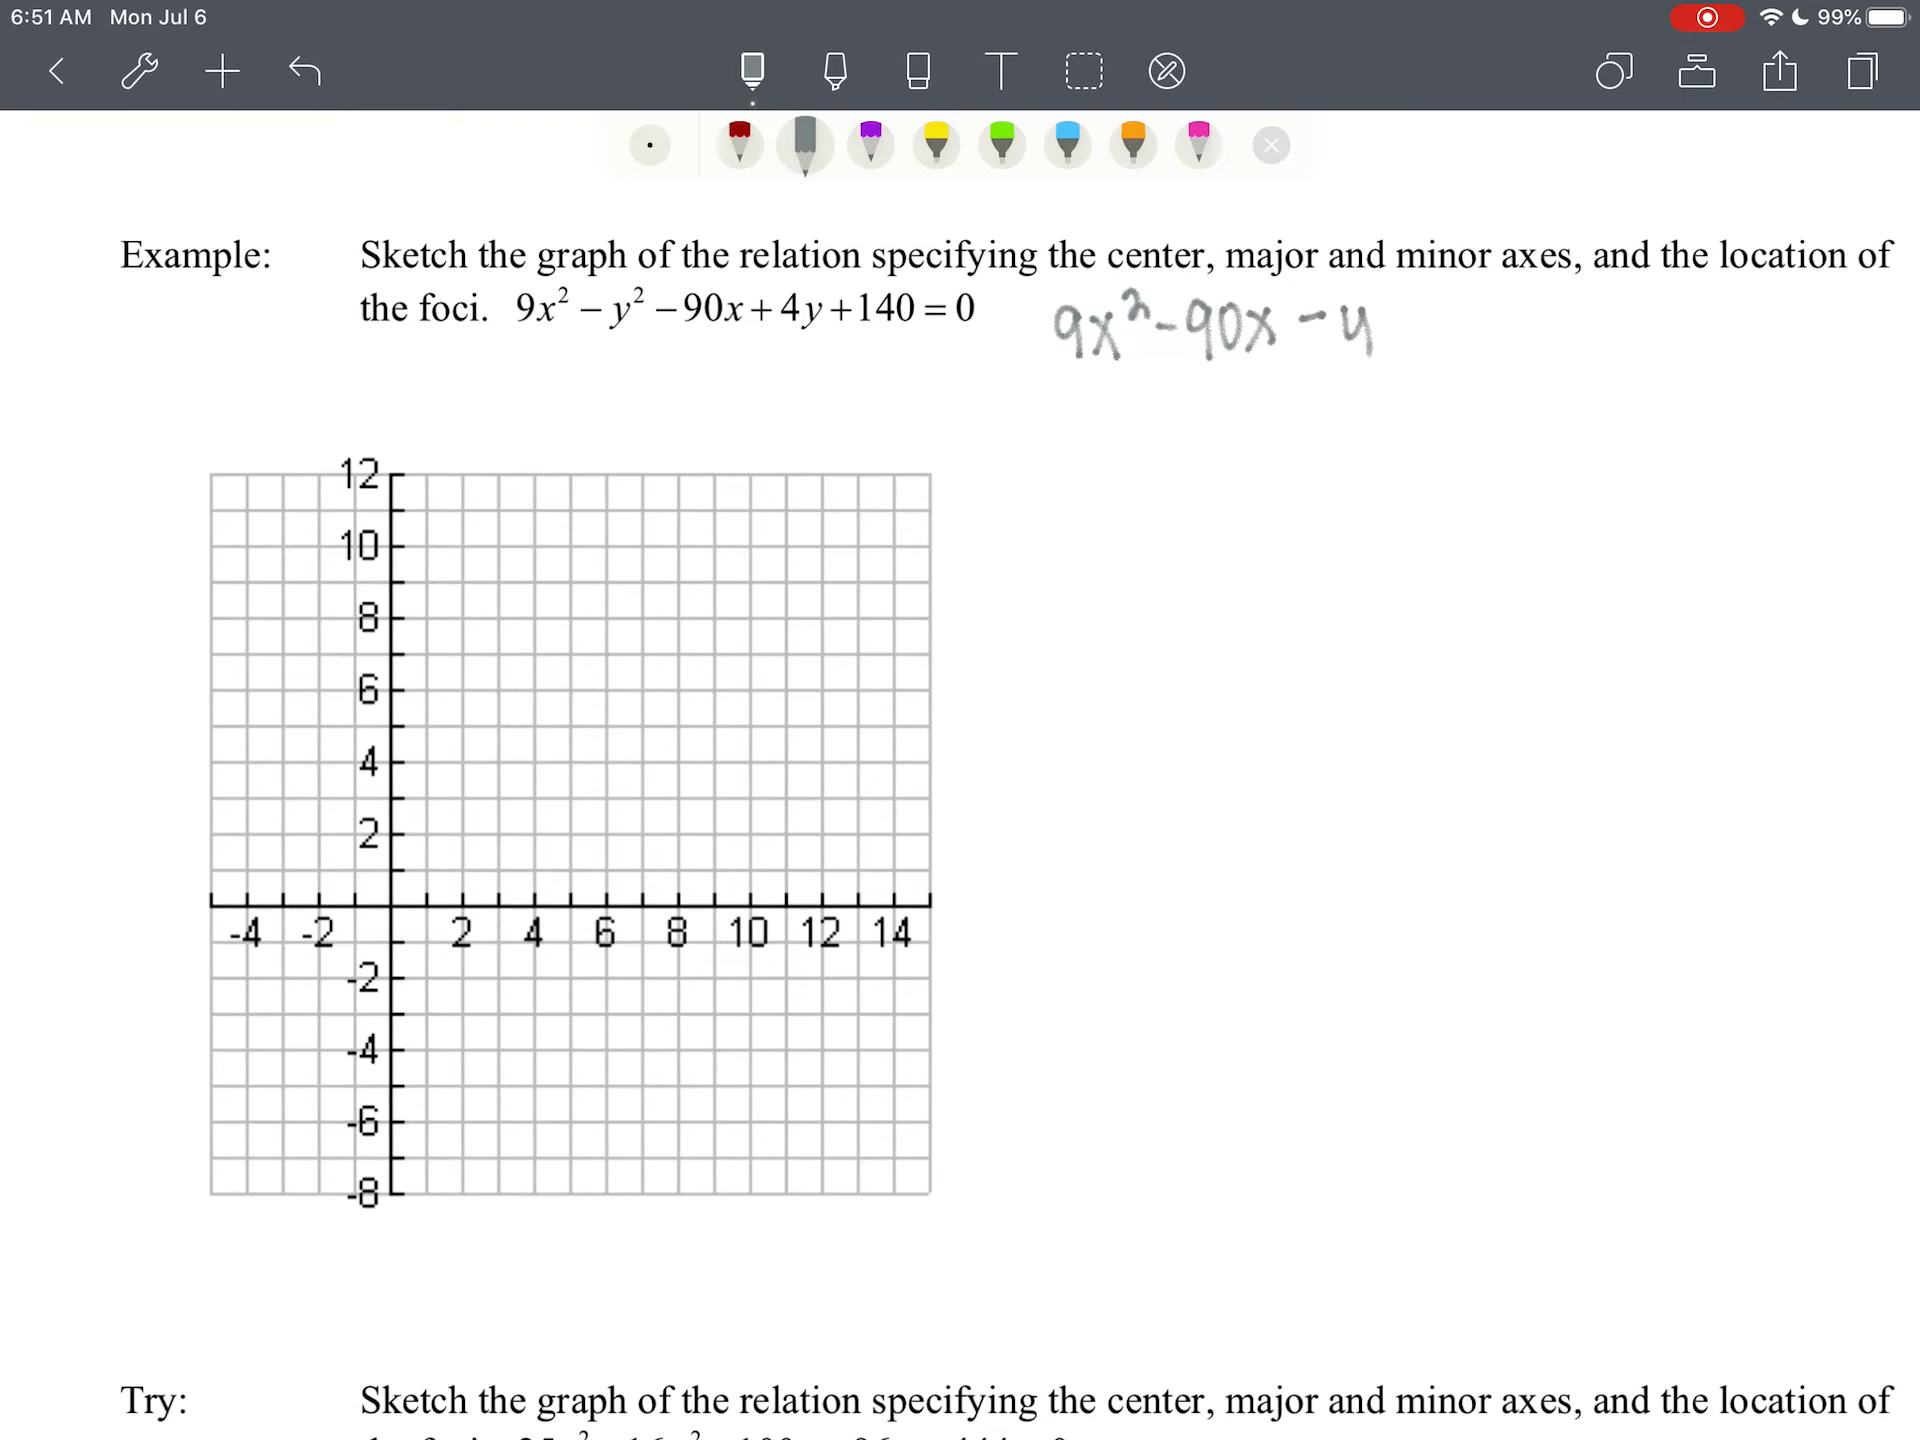 6:51 AM Mon Jul 6
99%
Example: Sketch the graph of the relation specifying the center, major and minor axes, and the location of
the foci. 9x² − y² − 90x + 4y + 140 = 0 9x² - 90x - y
12
10
8
6
4
2
-4 -2 2 4 6 8 10 12 14
-2
-4
-6
-8
Try: Sketch the graph of the relation specifying the center, major and minor axes, and the location of